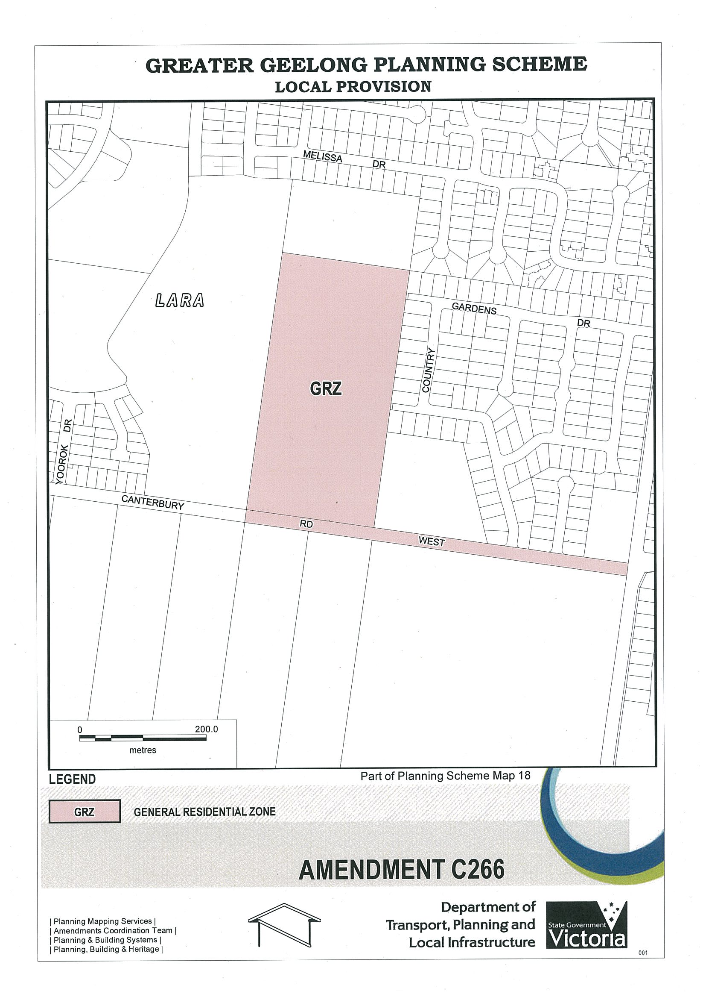 GREATER GEELONG PLANNING SCHEME
LOCAL PROVISION
MELISSA DR
LARA
GARDENS DR
COUNTRY
GRZ
YOOROK DR
CANTERBURY RD WEST
0 200.0
metres
LEGEND
Part of Planning Scheme Map 18
GRZ GENERAL RESIDENTIAL ZONE
AMENDMENT C266
| Planning Mapping Services |
| Amendments Coordination Team |
| Planning & Building Systems |
| Planning, Building & Heritage |
Department of
Transport, Planning and
Local Infrastructure
State Government
Victoria
001